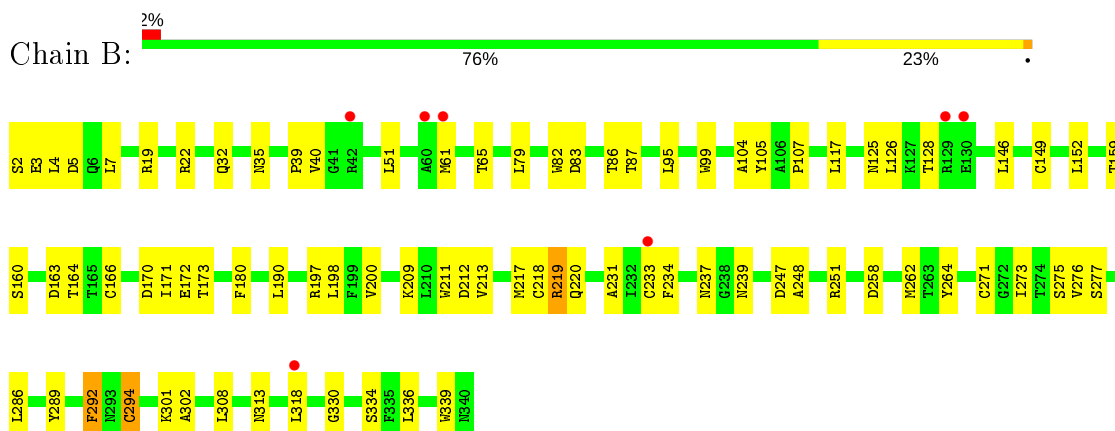 2%
Chain B:
76% 23% •
S2 E3 L4 D5 Q6 L7 R19 R22 Q32 N35 P39 V40 G41 R42 L51 A60 M61 T65 L79 W82 D83 T86 T87 L95 W99 A104 Y105 A106 P107 L117 N125 L126 K127 T128 R129 E130 L146 C149 L152 T159
S160 D163 T164 T165 C166 D170 I171 E172 T173 F180 L190 R197 L198 F199 V200 K209 L210 W211 D212 V213 M217 C218 R219 Q220 A231 I232 C233 F234 N237 G238 N239 D247 A248 R251 D258 M262 T263 Y264 C271 G272 I273 T274 S275 V276 S277
L286 Y289 F292 N293 C294 K301 A302 L308 N313 L318 G330 S334 F335 L336 W339 N340